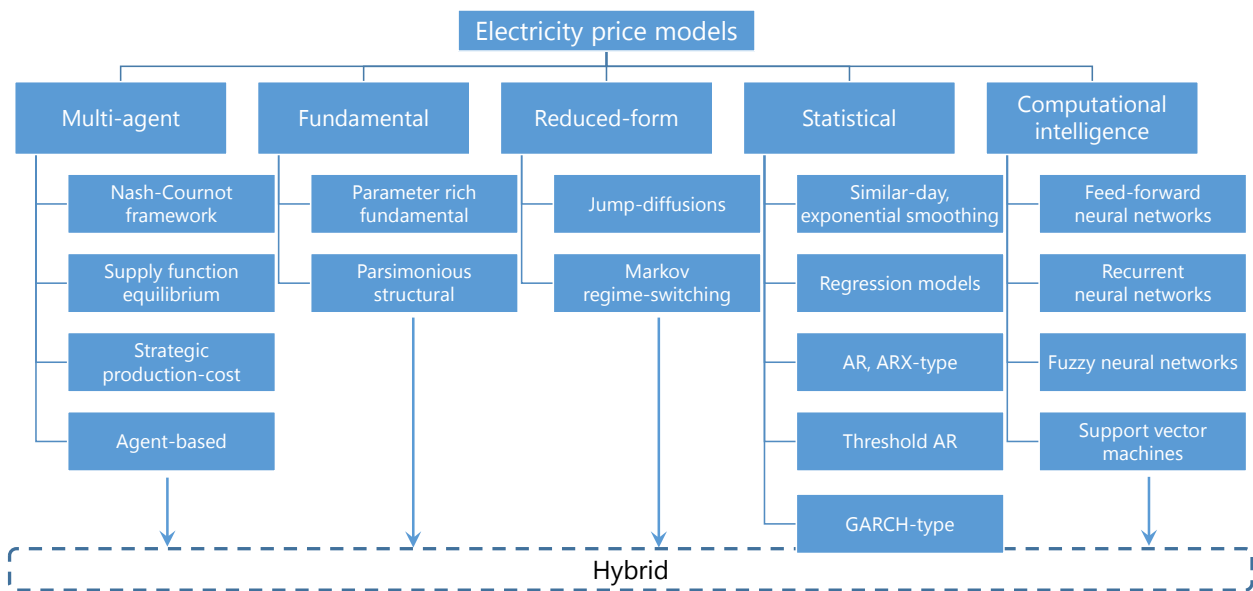 Electricity price models
Multi-agent
Fundamental
Reduced-form
Statistical
Computational
intelligence
Nash-Cournot
framework
Supply function
equilibrium
Strategic
production-cost
Agent-based
Parameter rich
fundamental
Parsimonious
structural
Jump-diffusions
Markov
regime-switching
Similar-day,
exponential smoothing
Regression models
AR, ARX-type
Threshold AR
GARCH-type
Feed-forward
neural networks
Recurrent
neural networks
Fuzzy neural networks
Support vector
machines
Hybrid